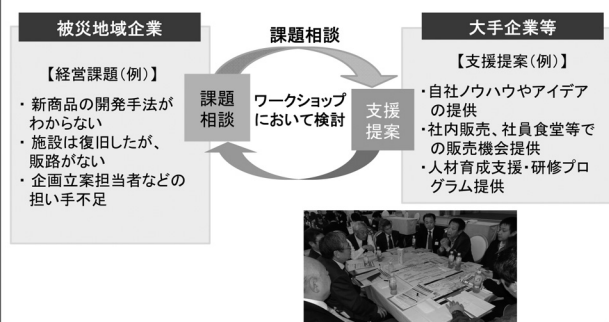 被災地域企業
【経営課題(例)】
・ 新商品の開発手法が
わからない
・ 施設は復旧したが、
販路がない
・ 企画立案担当者などの
担い手不足
課題相談
課題
相談
ワークショップ
において検討
支援
提案
大手企業等
【支援提案(例)】
・自社ノウハウやアイデア
の提供
・社内販売、社員食堂等で
の販売機会提供
・人材育成支援・研修プロ
グラム提供